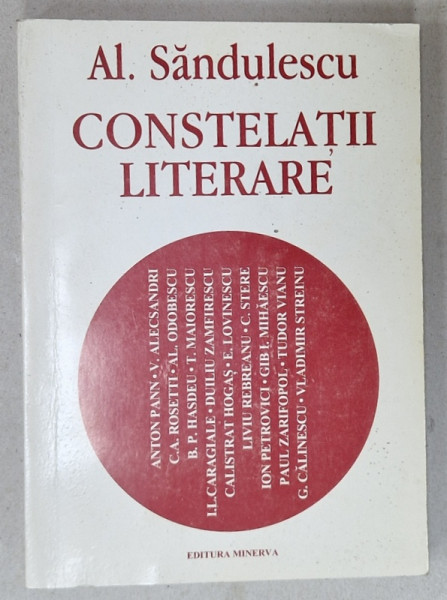 Al. Săndulescu
CONSTELAȚII
LITERARE
ANTON PANN • V. ALECSANDRI
C.A. ROSETTI • AL. ODOBESCU
B. P. HASDEU • T. MAIORESCU
I.L.CARAGIALE • DUILIU ZAMFIRESCU
CALISTRAT HOGAȘ • E. LOVINESCU
LIVIU REBREANU • C. STERE
ION PETROVICI • GIB I. MIHĂESCU
PAUL ZARIFOPOL • TUDOR VIANU
G. CĂLINESCU • VLADIMIR STREINU
EDITURA MINERVA